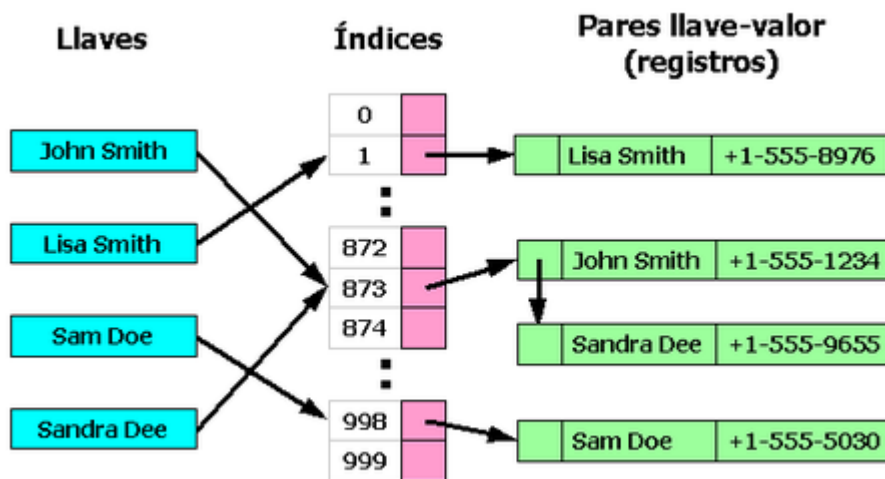 Llaves
Índices
Pares llave-valor
(registros)
John Smith
Lisa Smith
Sam Doe
Sandra Dee
0
1
872
873
874
998
999
Lisa Smith +1-555-8976
John Smith +1-555-1234
Sandra Dee +1-555-9655
Sam Doe +1-555-5030